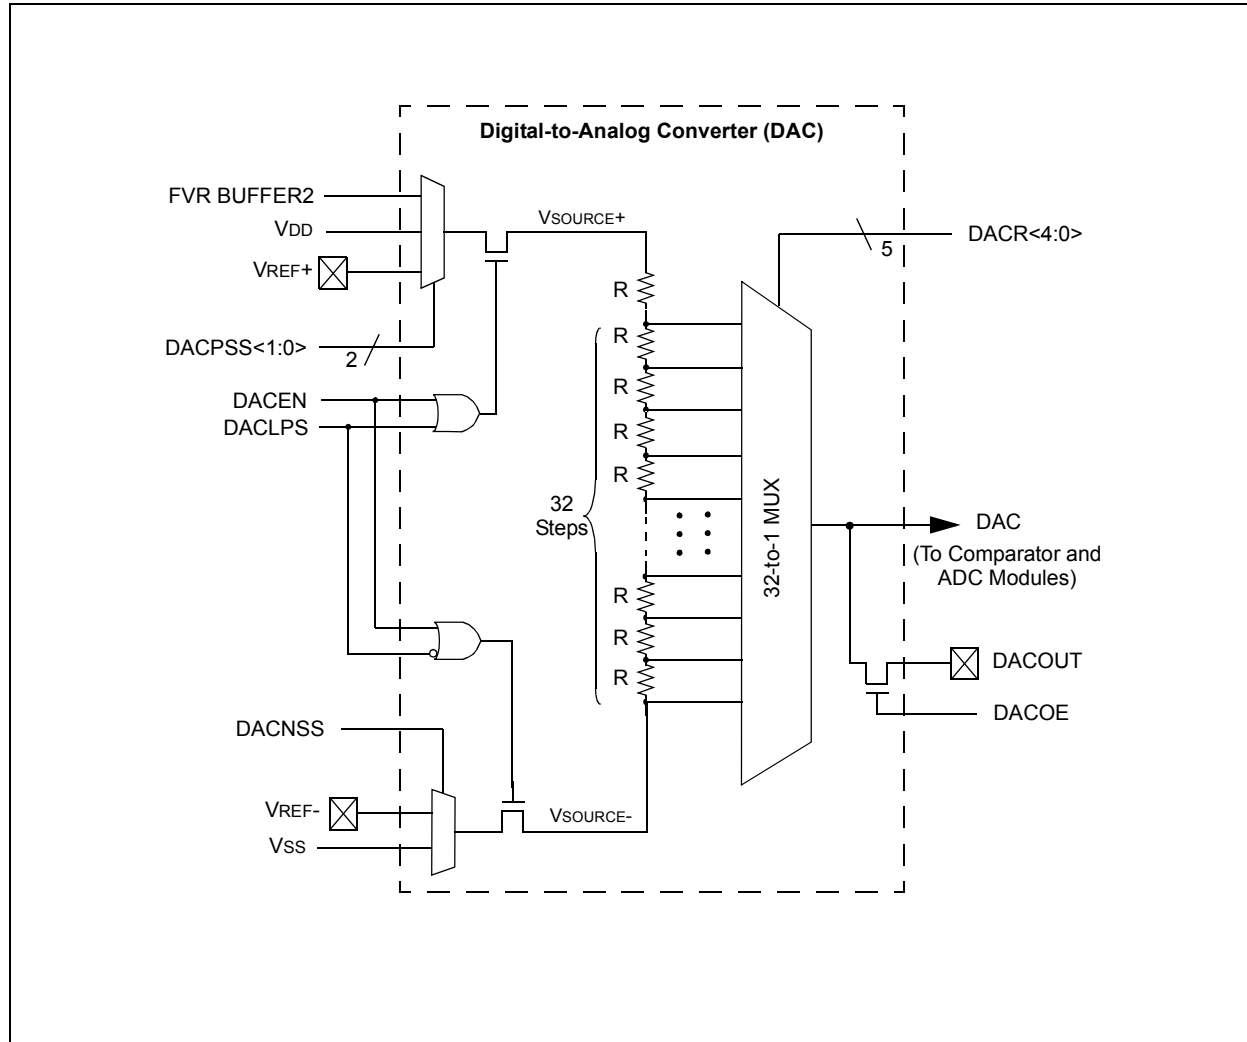 Digital-to-Analog Converter (DAC)
FVR BUFFER2
VDD
VREF+
DACPSS<1:0>
2
DACEN
DACLPS
VSOURCE+
R
R
R
R
R
32
Steps
R
R
R
32-to-1 MUX
5
DACR<4:0>
DAC
(To Comparator and
ADC Modules)
DACOUT
DACOE
DACNSS
VREF-
VSS
VSOURCE-